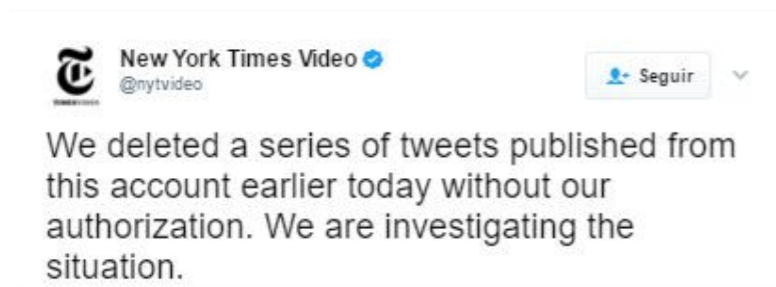 New York Times Video
@nytvideo
Seguir
We deleted a series of tweets published from
this account earlier today without our
authorization. We are investigating the
situation.